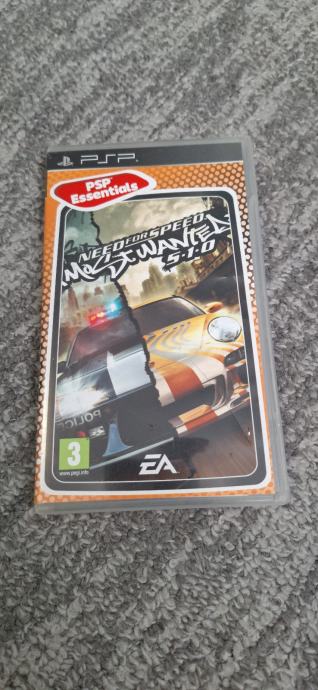 PSP
PSP
Essentials
NEED FOR SPEED
Most WANTED
5-1-0
POLICE
3
www.pegi.info
EA